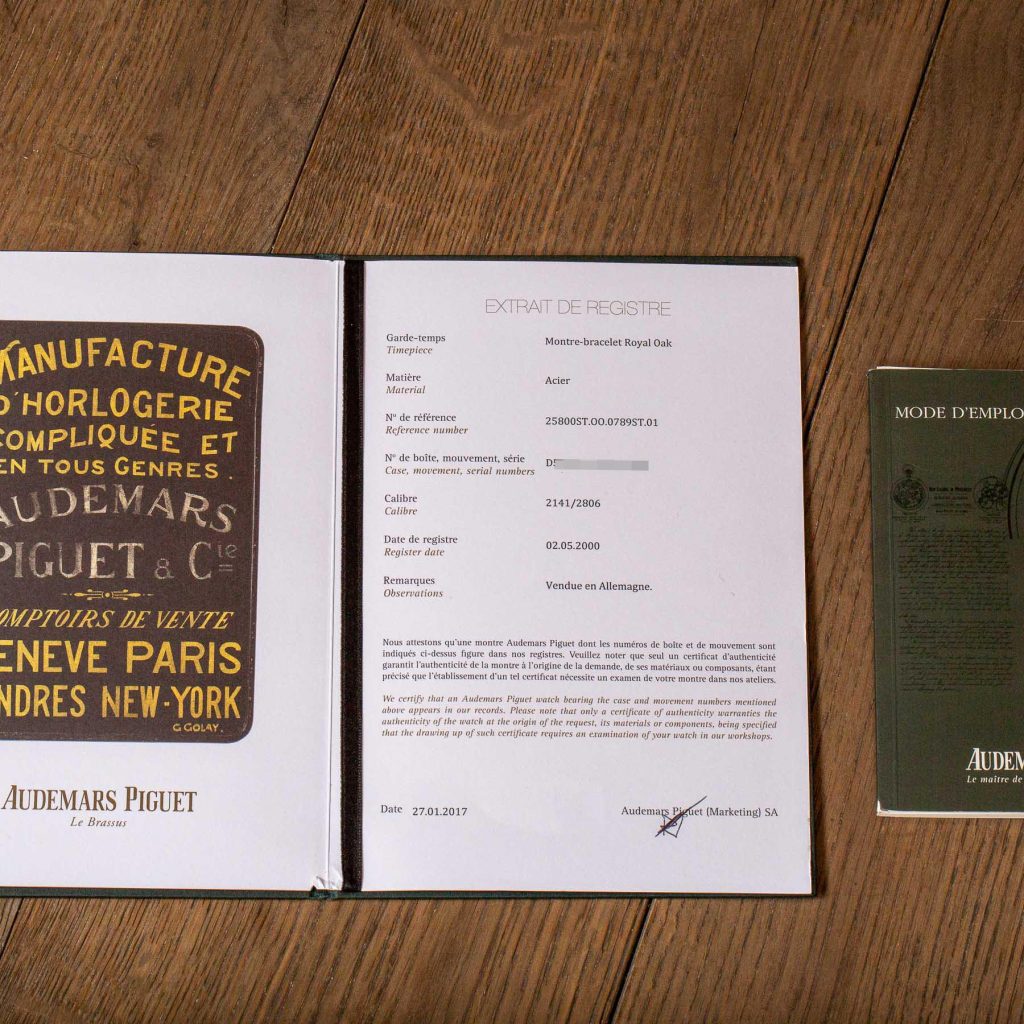 MANUFACTURE
D'HORLOGERIE
COMPLIQUÉE ET
EN TOUS GENRES.
AUDEMARS
PIGUET & Cie
COMPTOIRS DE VENTE
GENEVE PARIS
LONDRES NEW-YORK
G.GOLAY.
AUDEMARS PIGUET
Le Brassus
EXTRAIT DE REGISTRE
Garde-temps
Timepiece
Montre-bracelet Royal Oak
Matière
Material
Acier
N° de référence
Reference number
25800ST.OO.0789ST.01
N° de boîte, mouvement, série
Case, movement, serial numbers
D5
Calibre
Calibre
2141/2806
Date de registre
Register date
02.05.2000
Remarques
Observations
Vendue en Allemagne.
Nous attestons qu'une montre Audemars Piguet dont les numéros de boîte et de mouvement sont
indiqués ci-dessus figure dans nos registres. Veuillez noter que seul un certificat d'authenticité
garantit l'authenticité de la montre à l'origine de la demande, de ses matériaux ou composants, étant
précisé que l'établissement d'un tel certificat nécessite un examen de votre montre dans nos ateliers.
We certify that an Audemars Piguet watch bearing the case and movement numbers mentioned
above appears in our records. Please note that only a certificate of authenticity warranties the
authenticity of the watch at the origin of the request, its materials or components, being specified
that the drawing up of such certificate requires an examination of your watch in our workshops.
Date 27.01.2017
Audemars Piguet (Marketing) SA
MODE D'EMPLO
AUDEM
Le maître de